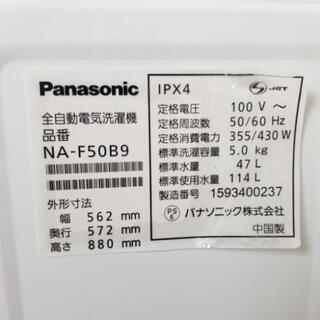 Panasonic
全自動電気洗濯機
品番
NA-F50B9
外形寸法
幅 562 mm
奥行 572 mm
高さ 880 mm
IPX4
S JET
定格電圧 100 V ～
定格周波数 50/60 Hz
定格消費電力 355/430 W
標準洗濯容量 5.0 kg
標準水量 47 L
標準使用水量 114 L
製造番号 1593400237
PS E パナソニック株式会社
中国製